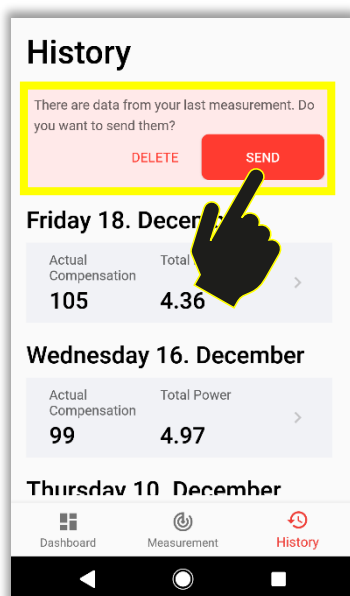 History
There are data from your last measurement. Do
you want to send them?
DELETE SEND
Friday 18.
Actual Compensation Total
105 4.36
Wednesday 16. December
Actual Compensation Total Power
99 4.97
Thursday 10. December
Dashboard Measurement History